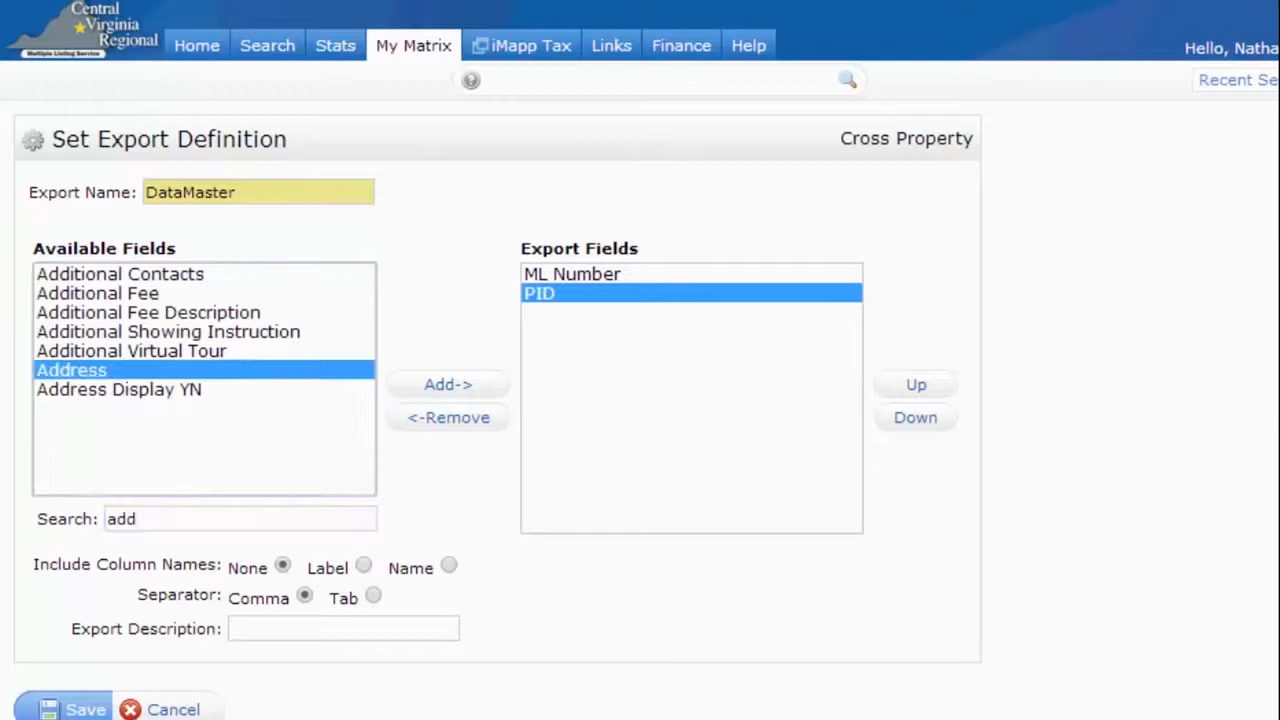 Central
Virginia
Regional
Multiple Listing Service
Home
Search
Stats
My Matrix
iMapp Tax
Links
Finance
Help
Hello, Natha
Recent Se
Set Export Definition
Cross Property
Export Name: DataMaster
Available Fields
Export Fields
Additional Contacts
Additional Fee
Additional Fee Description
Additional Showing Instruction
Additional Virtual Tour
Address
Address Display YN
ML Number
PID
Add->
<-Remove
Up
Down
Search: add
Include Column Names: None Label Name
Separator: Comma Tab
Export Description:
Save
Cancel